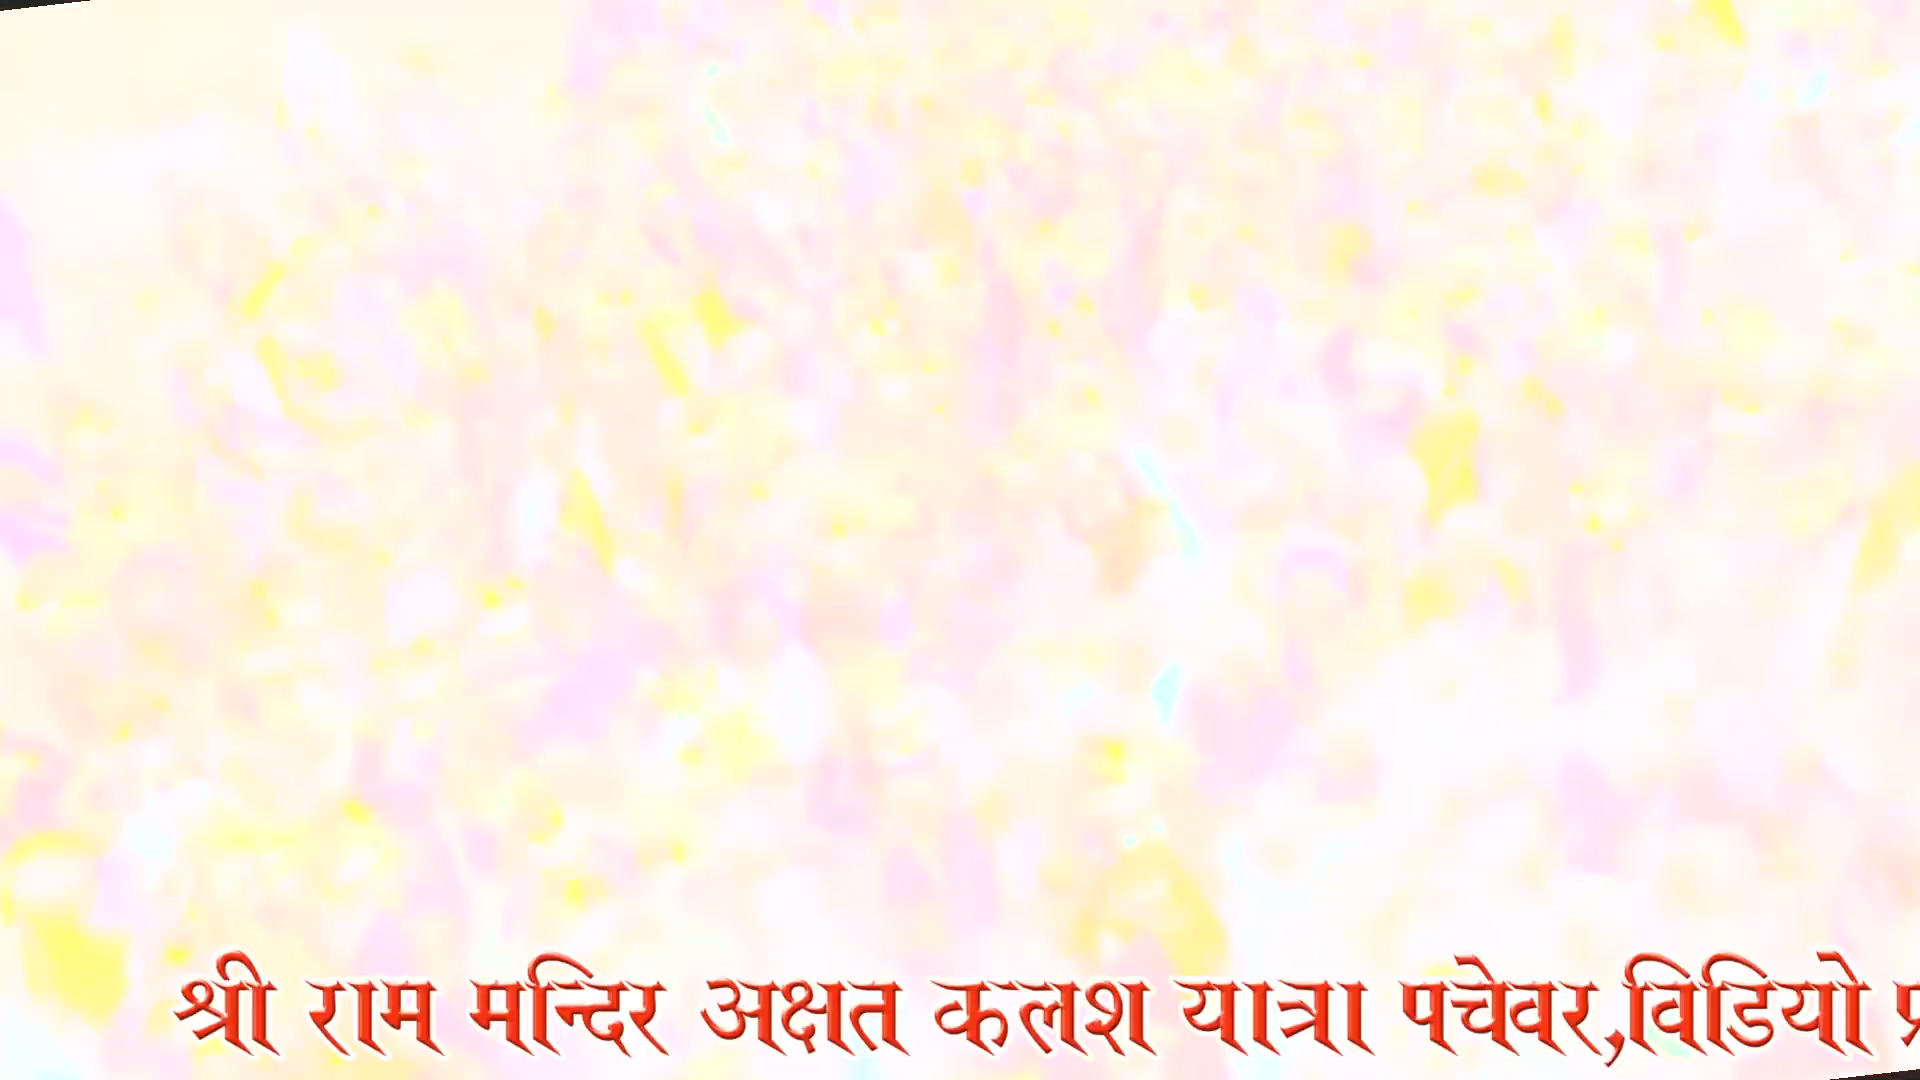 श्री राम मन्दिर अक्षत कलश यात्रा पचेवर,विडियो